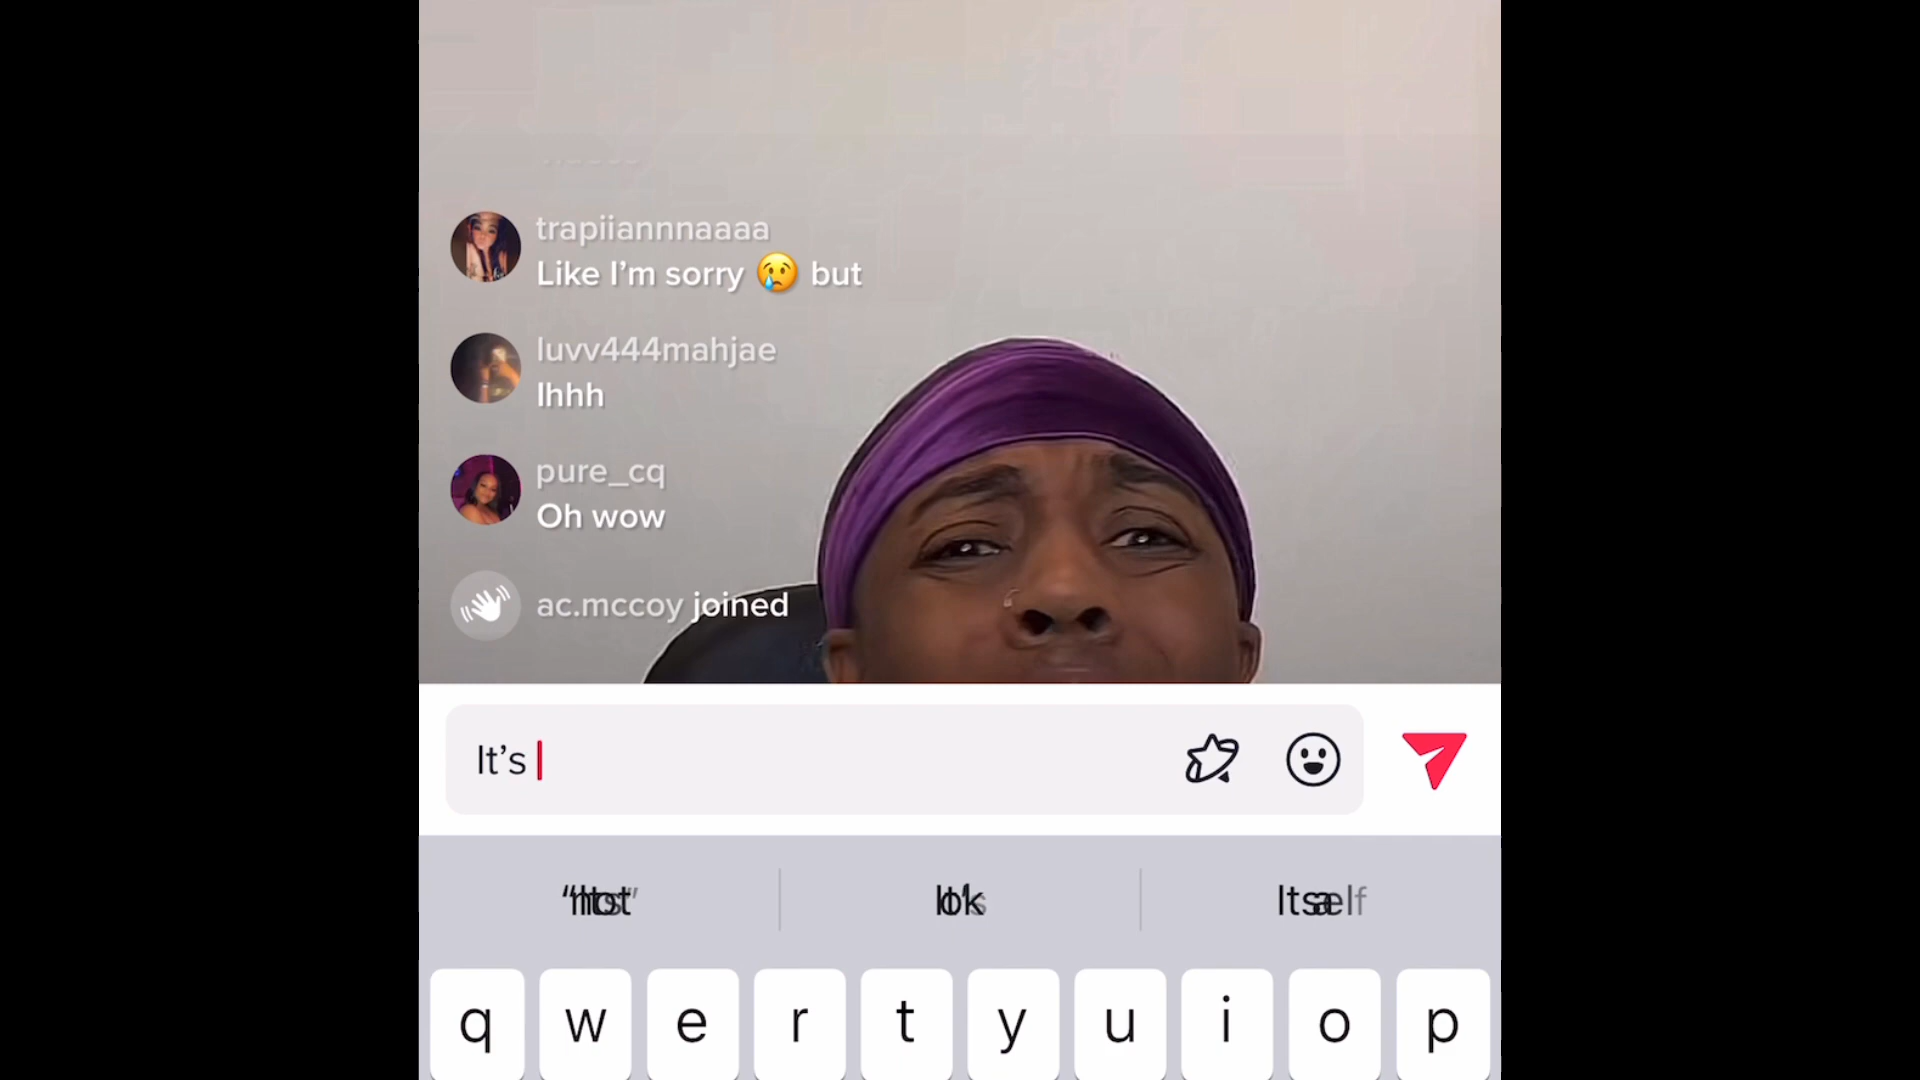 trapiiannnaaaa
Like I’m sorry 😢 but
luvv444mahjae
Ihhh
pure_cq
Oh wow
ac.mccoy joined
It’s
q w e r t y u i o p